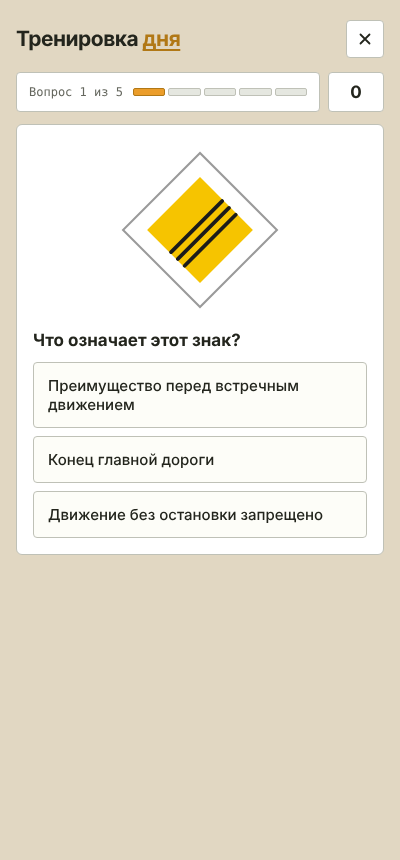 Тренировка дня
✕
Вопрос 1 из 5
0
Что означает этот знак?
Преимущество перед встречным
движением
Конец главной дороги
Движение без остановки запрещено